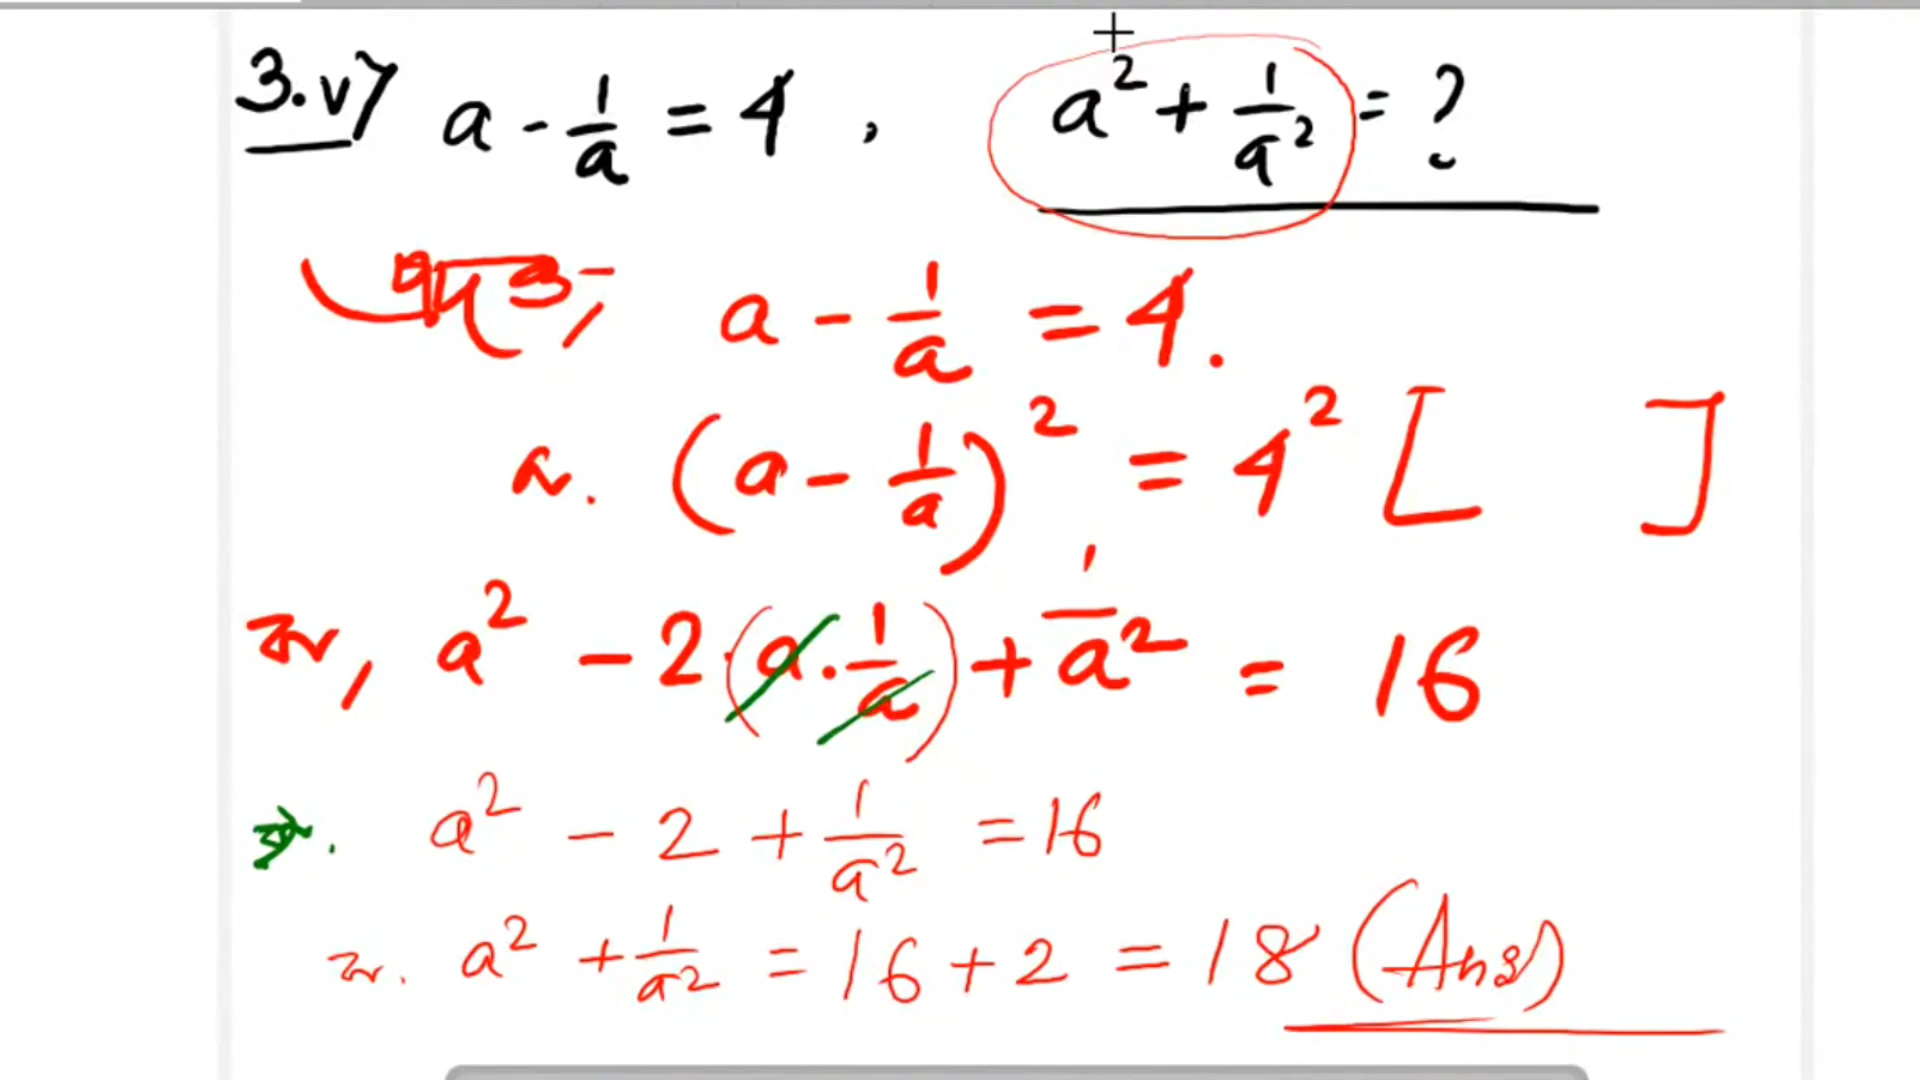 3.v) a - 1/a = 4 , a² + 1/a² = ?
a - 1/a = 4.
বা. (a - 1/a)² = 4² [ ]
বা, a² - 2.(a.1/a) + 1/a² = 16
বা. a² - 2 + 1/a² = 16
বা. a² + 1/a² = 16 + 2 = 18 (Ans)